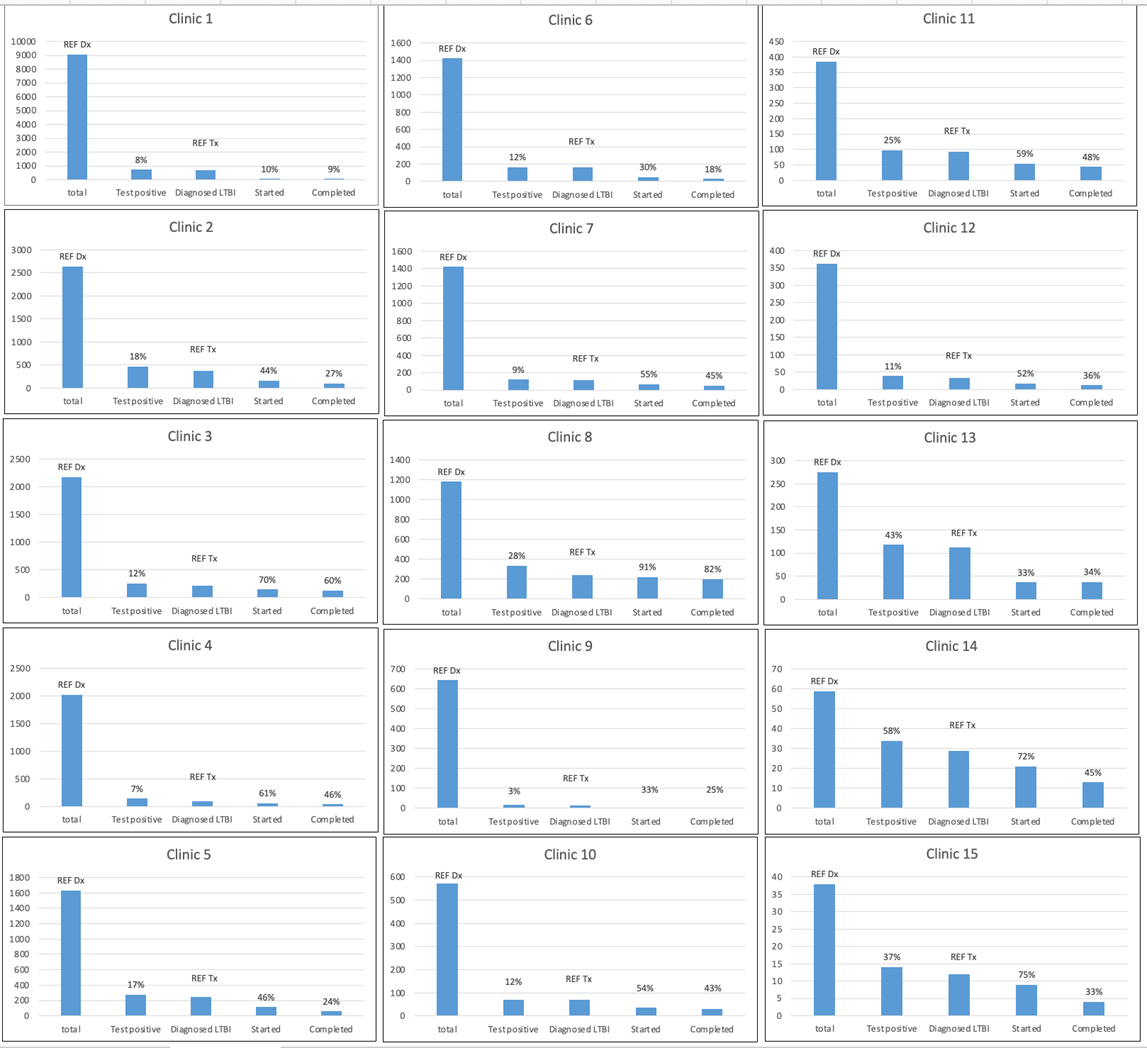 Clinic 1
10000
9000
8000
7000
6000
5000
4000
3000
2000
1000
0
REF Dx
8%
REF Tx
10%
9%
total Test positive Diagnosed LTBI Started Completed
Clinic 6
1600
1400
1200
1000
800
600
400
200
0
REF Dx
12%
REF Tx
30%
18%
total Test positive Diagnosed LTBI Started Completed
Clinic 11
450
400
350
300
250
200
150
100
50
0
REF Dx
25%
REF Tx
59%
48%
total Test positive Diagnosed LTBI Started Completed
Clinic 2
3000
2500
2000
1500
1000
500
0
REF Dx
18%
REF Tx
44%
27%
total Test positive Diagnosed LTBI Started Completed
Clinic 7
1600
1400
1200
1000
800
600
400
200
0
REF Dx
9%
REF Tx
55%
45%
total Test positive Diagnosed LTBI Started Completed
Clinic 12
400
350
300
250
200
150
100
50
0
REF Dx
11%
REF Tx
52%
36%
total Test positive Diagnosed LTBI Started Completed
Clinic 3
2500
2000
1500
1000
500
0
REF Dx
12%
REF Tx
70%
60%
total Test positive Diagnosed LTBI Started Completed
Clinic 8
1400
1200
1000
800
600
400
200
0
REF Dx
28%
REF Tx
91%
82%
total Test positive Diagnosed LTBI Started Completed
Clinic 13
300
250
200
150
100
50
0
REF Dx
43%
REF Tx
33%
34%
total Test positive Diagnosed LTBI Started Completed
Clinic 4
2500
2000
1500
1000
500
0
REF Dx
7%
REF Tx
61%
46%
total Test positive Diagnosed LTBI Started Completed
Clinic 9
700
600
500
400
300
200
100
0
REF Dx
3%
REF Tx
33%
25%
total Test positive Diagnosed LTBI Started Completed
Clinic 14
70
60
50
40
30
20
10
0
REF Dx
58%
REF Tx
72%
45%
total Test positive Diagnosed LTBI Started Completed
Clinic 5
1800
1600
1400
1200
1000
800
600
400
200
0
REF Dx
17%
REF Tx
46%
24%
total Test positive Diagnosed LTBI Started Completed
Clinic 10
600
500
400
300
200
100
0
REF Dx
12%
REF Tx
54%
43%
total Test positive Diagnosed LTBI Started Completed
Clinic 15
40
35
30
25
20
15
10
5
0
REF Dx
37%
REF Tx
75%
33%
total Test positive Diagnosed LTBI Started Completed